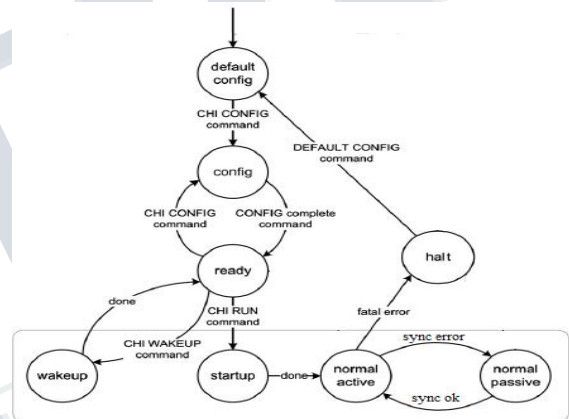 default
config
CHI CONFIG
command
DEFAULT CONFIG
command
config
CHI CONFIG
command
CONFIG complete
command
ready
halt
done
CHI RUN
command
fatal error
CHI WAKEUP
command
sync error
wakeup
startup
done
normal
active
normal
passive
sync ok